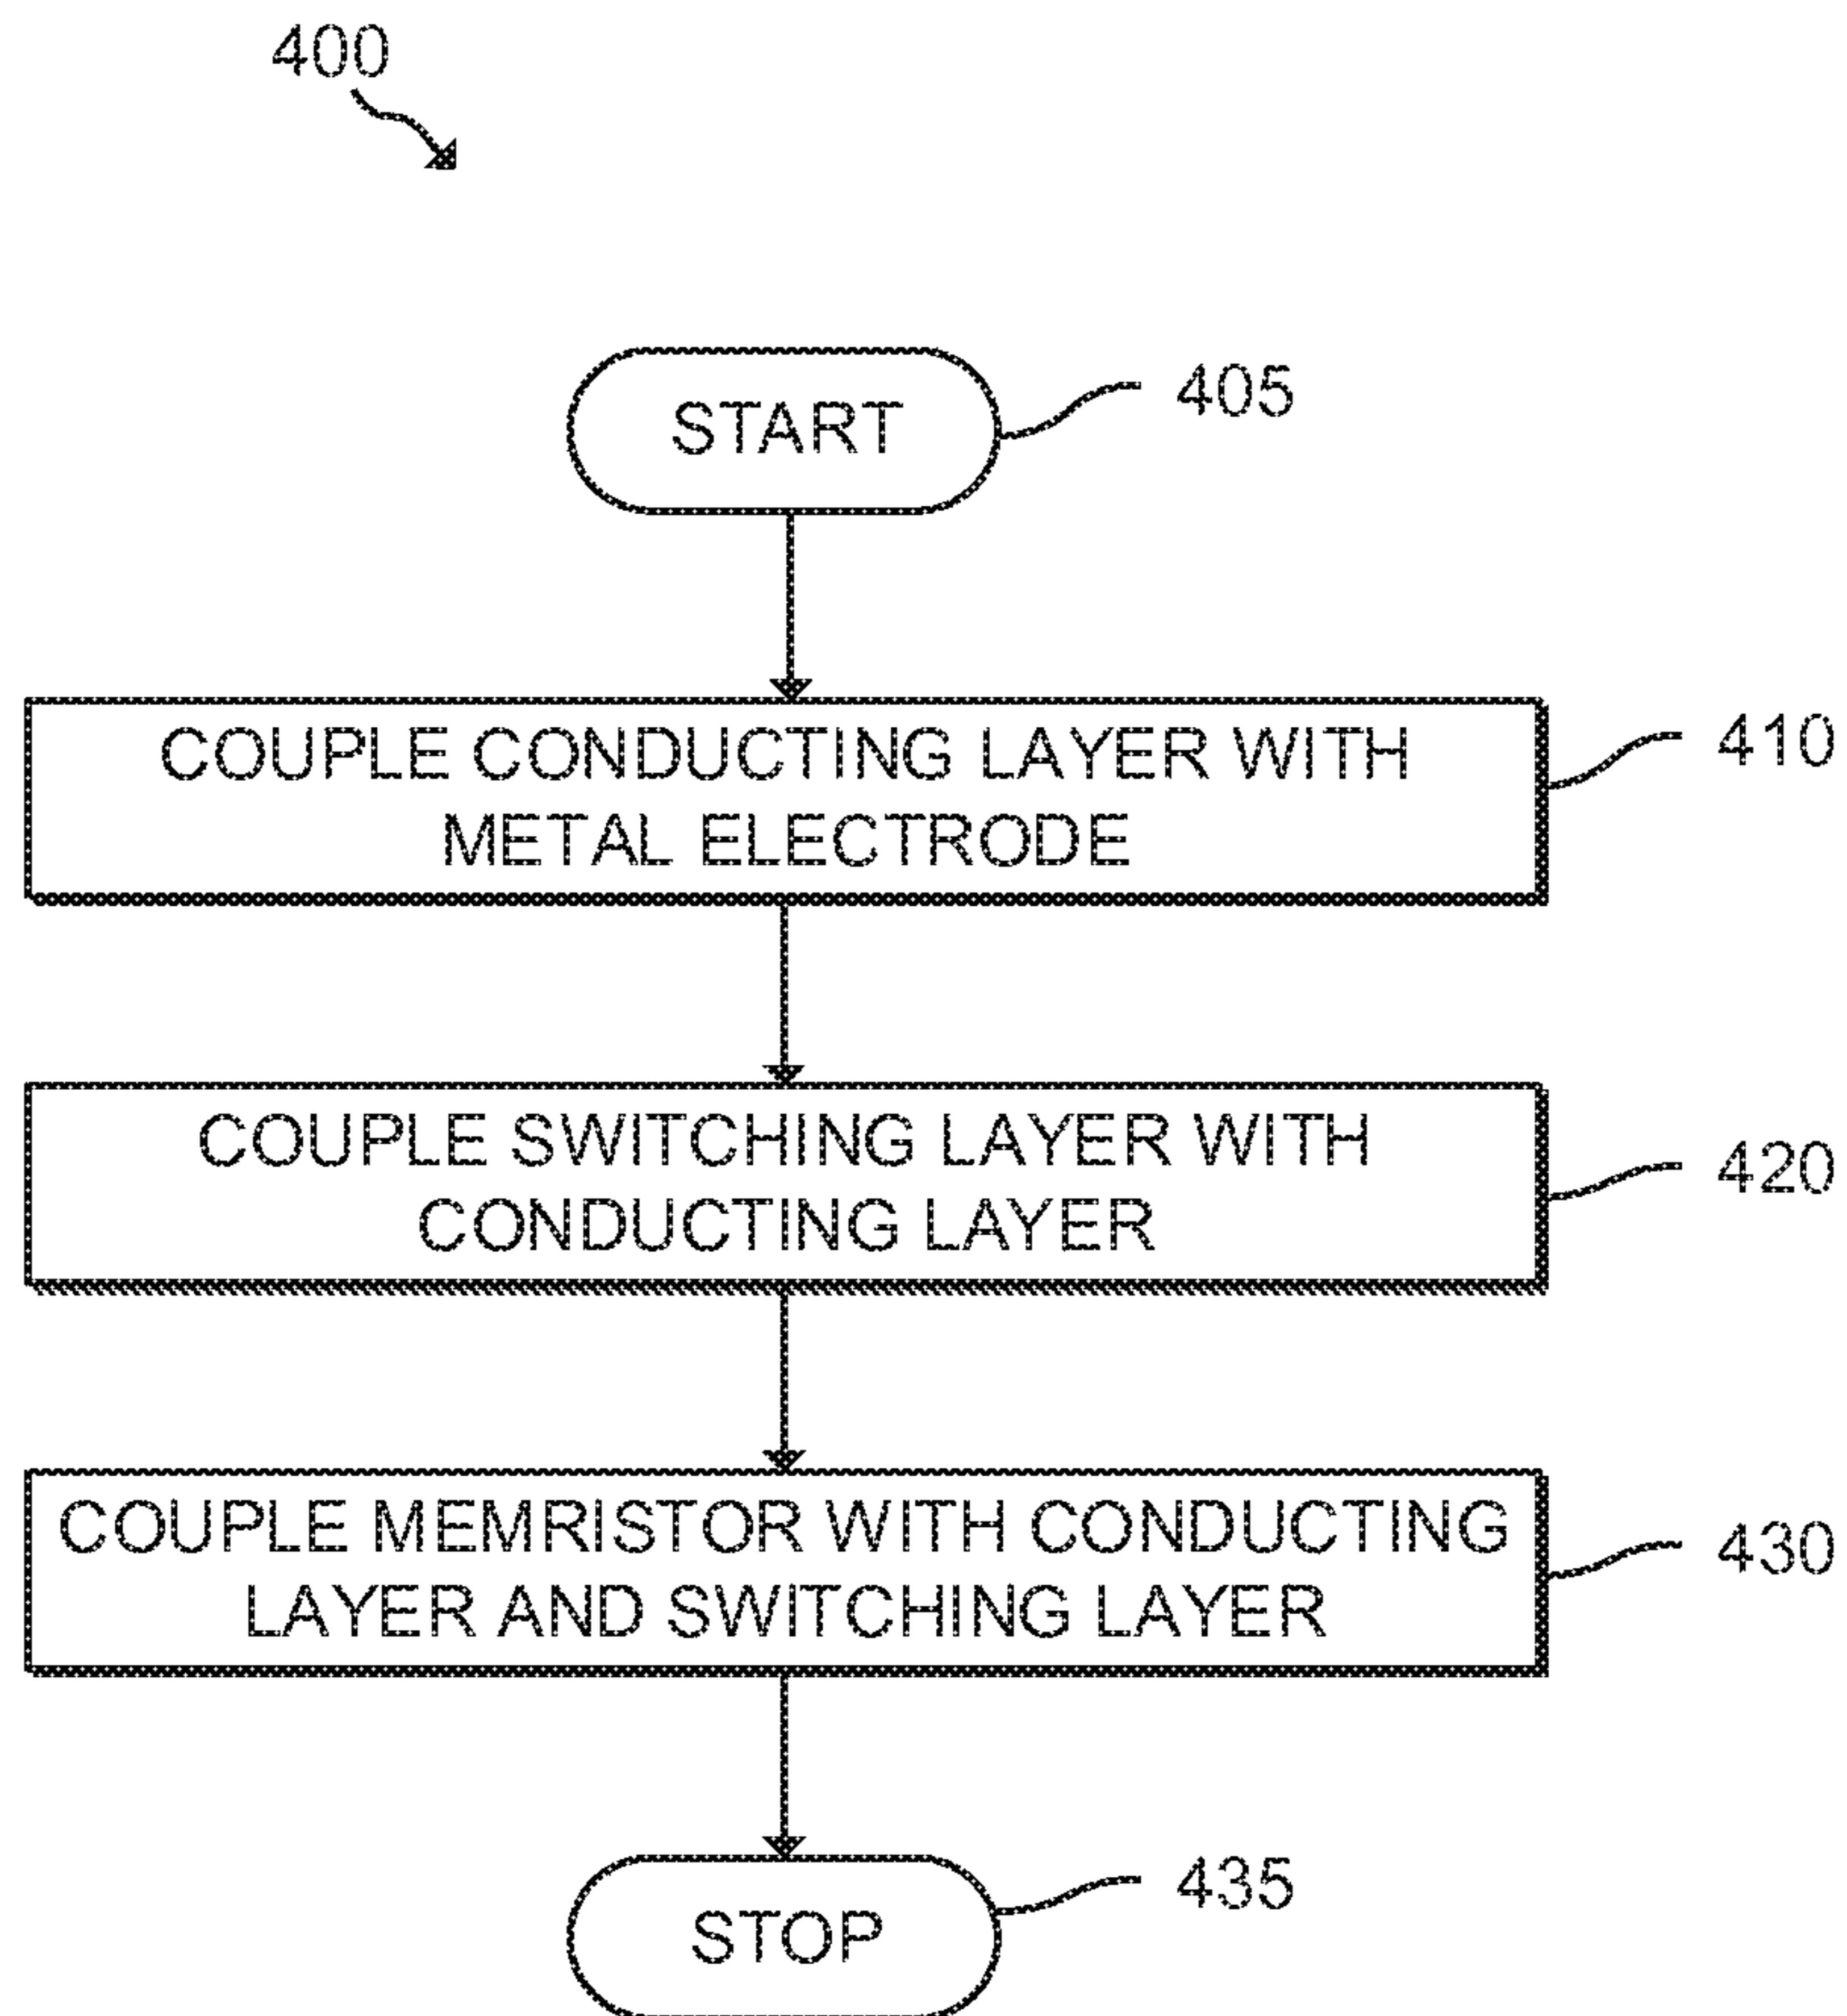 400
START
405
COUPLE CONDUCTING LAYER WITH
METAL ELECTRODE
410
COUPLE SWITCHING LAYER WITH
CONDUCTING LAYER
420
COUPLE MEMRISTOR WITH CONDUCTING
LAYER AND SWITCHING LAYER
430
STOP
435